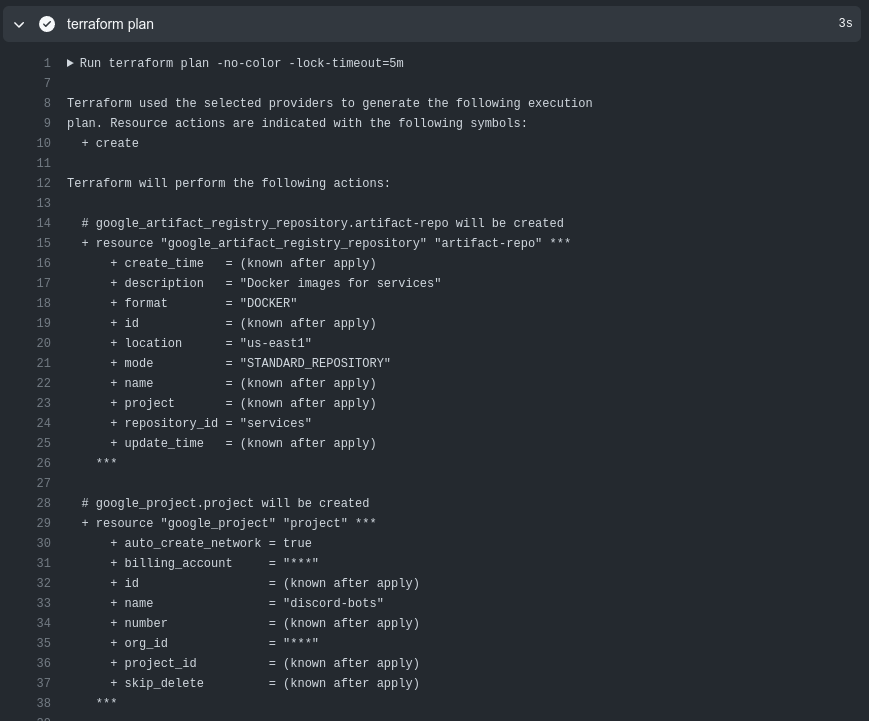 terraform plan 3s
1 Run terraform plan -no-color -lock-timeout=5m
7
8 Terraform used the selected providers to generate the following execution
9 plan. Resource actions are indicated with the following symbols:
10 + create
11
12 Terraform will perform the following actions:
13
14 # google_artifact_registry_repository.artifact-repo will be created
15 + resource "google_artifact_registry_repository" "artifact-repo" ***
16 + create_time = (known after apply)
17 + description = "Docker images for services"
18 + format = "DOCKER"
19 + id = (known after apply)
20 + location = "us-east1"
21 + mode = "STANDARD_REPOSITORY"
22 + name = (known after apply)
23 + project = (known after apply)
24 + repository_id = "services"
25 + update_time = (known after apply)
26 ***
27
28 # google_project.project will be created
29 + resource "google_project" "project" ***
30 + auto_create_network = true
31 + billing_account = "***"
32 + id = (known after apply)
33 + name = "discord-bots"
34 + number = (known after apply)
35 + org_id = "***"
36 + project_id = (known after apply)
37 + skip_delete = (known after apply)
38 ***